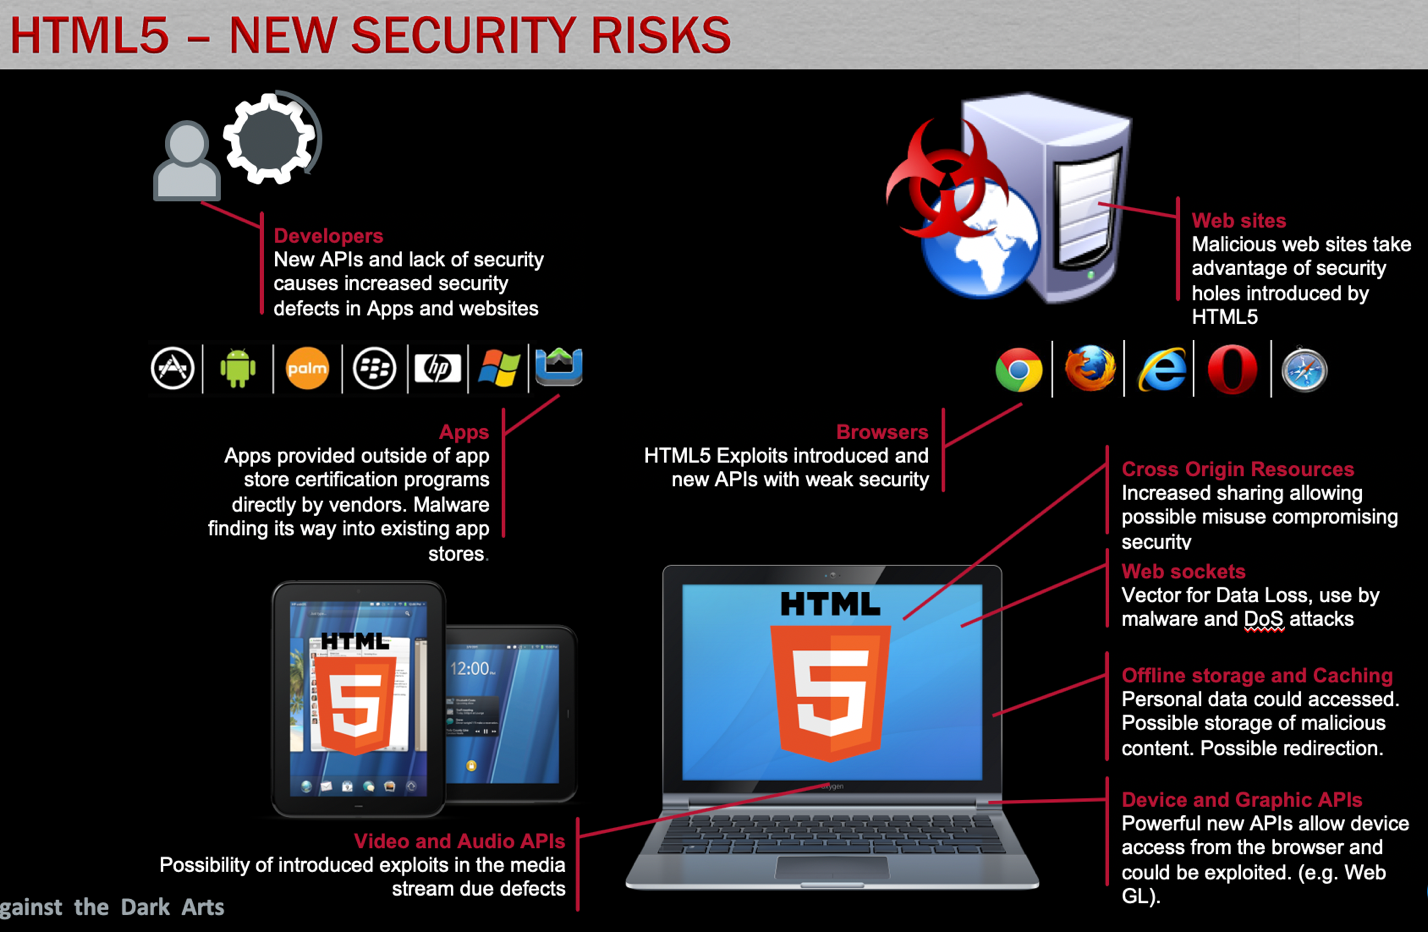 HTML5 – NEW SECURITY RISKS
Developers
New APIs and lack of security
causes increased security
defects in Apps and websites
Web sites
Malicious web sites take
advantage of security
holes introduced by
HTML5
palm
hp
Apps
Apps provided outside of app
store certification programs
directly by vendors. Malware
finding its way into existing app
stores.
Browsers
HTML5 Exploits introduced and
new APIs with weak security
Cross Origin Resources
Increased sharing allowing
possible misuse compromising
security
Web sockets
Vector for Data Loss, use by
malware and DoS attacks
Offline storage and Caching
Personal data could accessed.
Possible storage of malicious
content. Possible redirection.
Device and Graphic APIs
Powerful new APIs allow device
access from the browser and
could be exploited. (e.g. Web
GL).
HTML
5
12:00
HTML
5
Video and Audio APIs
Possibility of introduced exploits in the media
stream due defects
gainst the Dark Arts